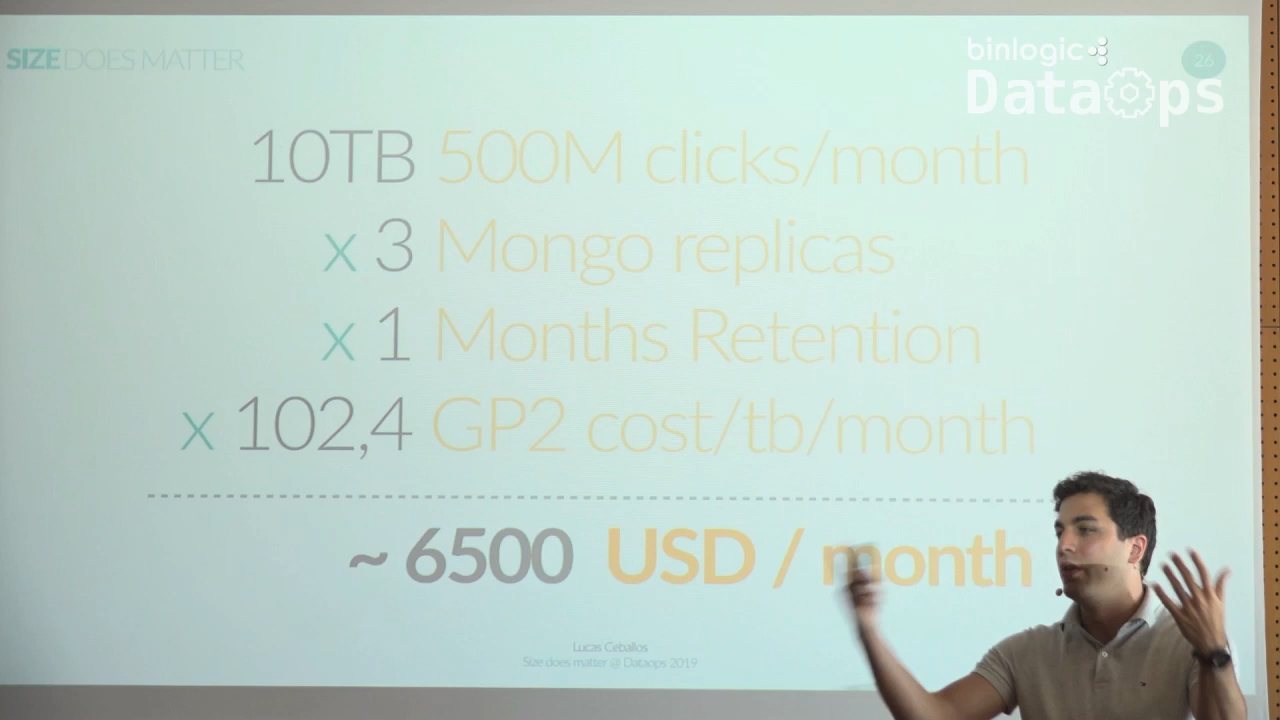 SIZE DOES MATTER
binlogic
DataOps
26
10TB 500M clicks/month
x 3 Mongo replicas
x 1 Months Retention
x 102,4 GP2 cost/tb/month
~ 6500 USD / month
Lucas Ceballos
Size does matter @ Dataops 2019